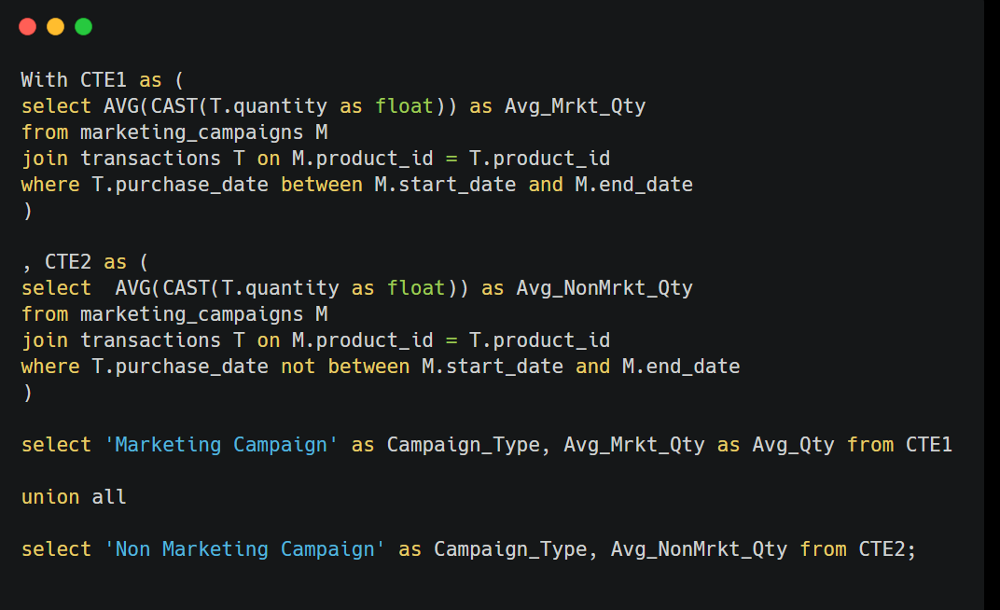 With CTE1 as (
select AVG(CAST(T.quantity as float)) as Avg_Mrkt_Qty
from marketing_campaigns M
join transactions T on M.product_id = T.product_id
where T.purchase_date between M.start_date and M.end_date
)
, CTE2 as (
select  AVG(CAST(T.quantity as float)) as Avg_NonMrkt_Qty
from marketing_campaigns M
join transactions T on M.product_id = T.product_id
where T.purchase_date not between M.start_date and M.end_date
)
select 'Marketing Campaign' as Campaign_Type, Avg_Mrkt_Qty as Avg_Qty from CTE1
union all
select 'Non Marketing Campaign' as Campaign_Type, Avg_NonMrkt_Qty from CTE2;